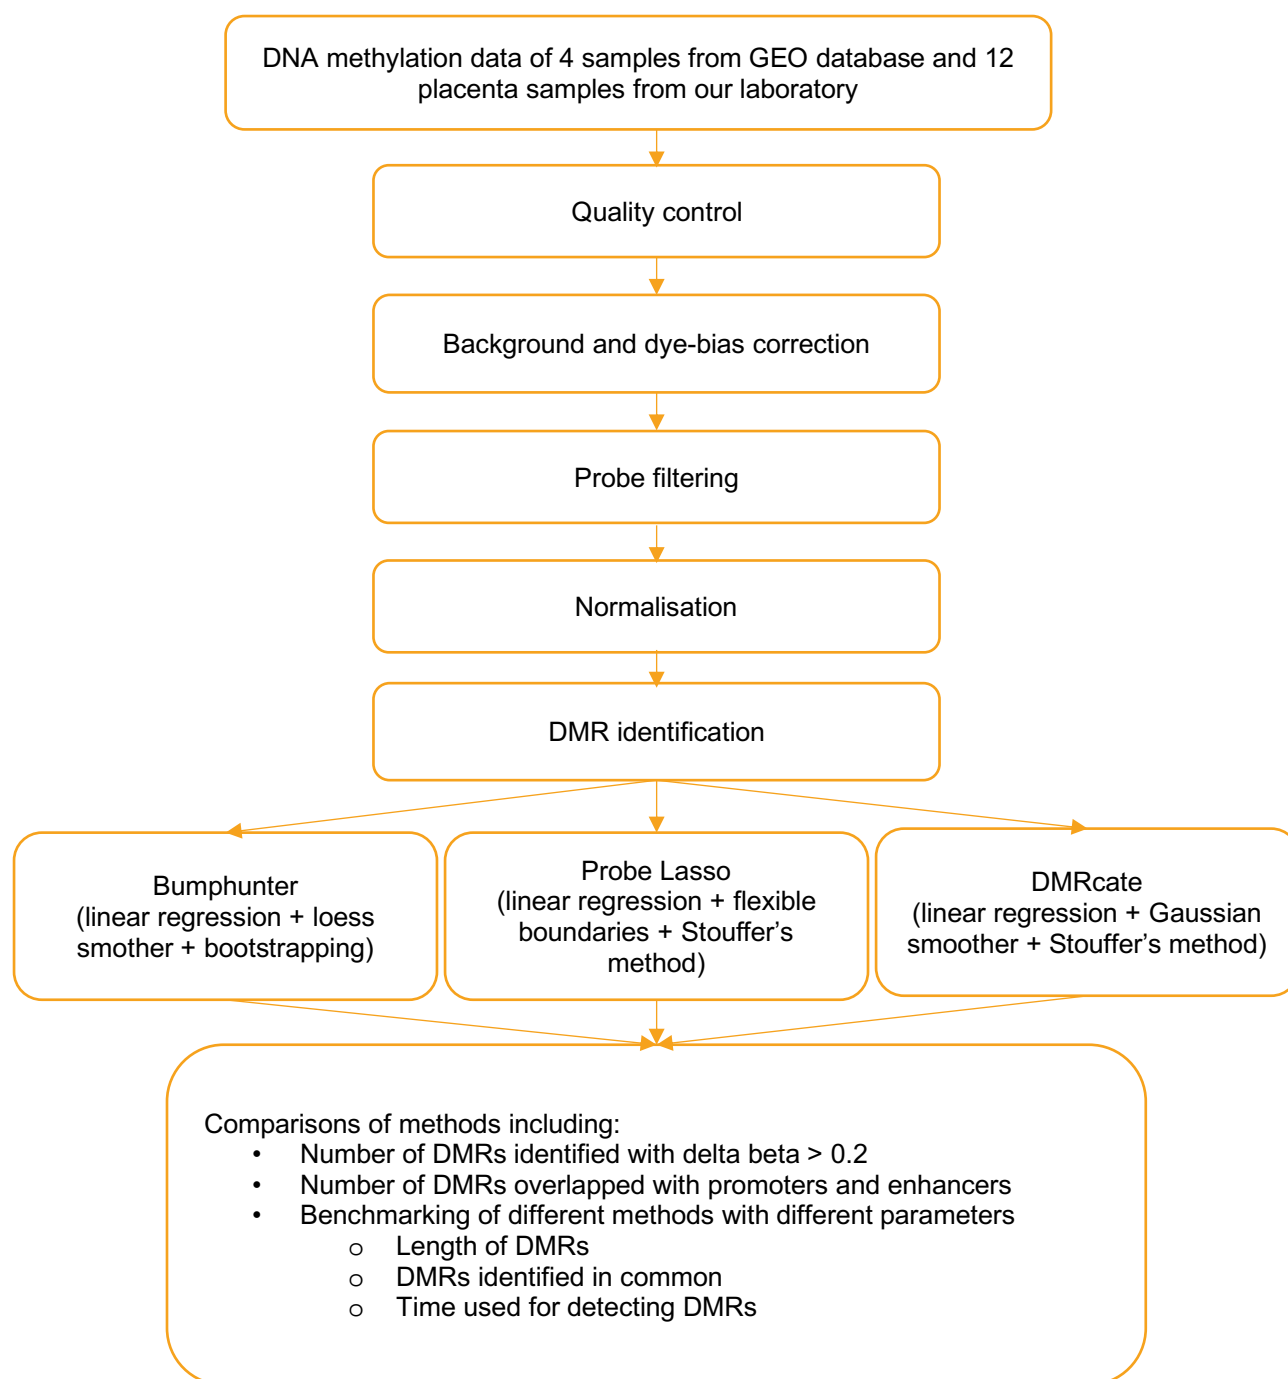 DNA methylation data of 4 samples from GEO database and 12
placenta samples from our laboratory
Quality control
Background and dye-bias correction
Probe filtering
Normalisation
DMR identification
Bumphunter
(linear regression + loess
smother + bootstrapping)
Probe Lasso
(linear regression + flexible
boundaries + Stouffer’s
method)
DMRcate
(linear regression + Gaussian
smoother + Stouffer’s method)
Comparisons of methods including:
• Number of DMRs identified with delta beta > 0.2
• Number of DMRs overlapped with promoters and enhancers
• Benchmarking of different methods with different parameters
o Length of DMRs
o DMRs identified in common
o Time used for detecting DMRs